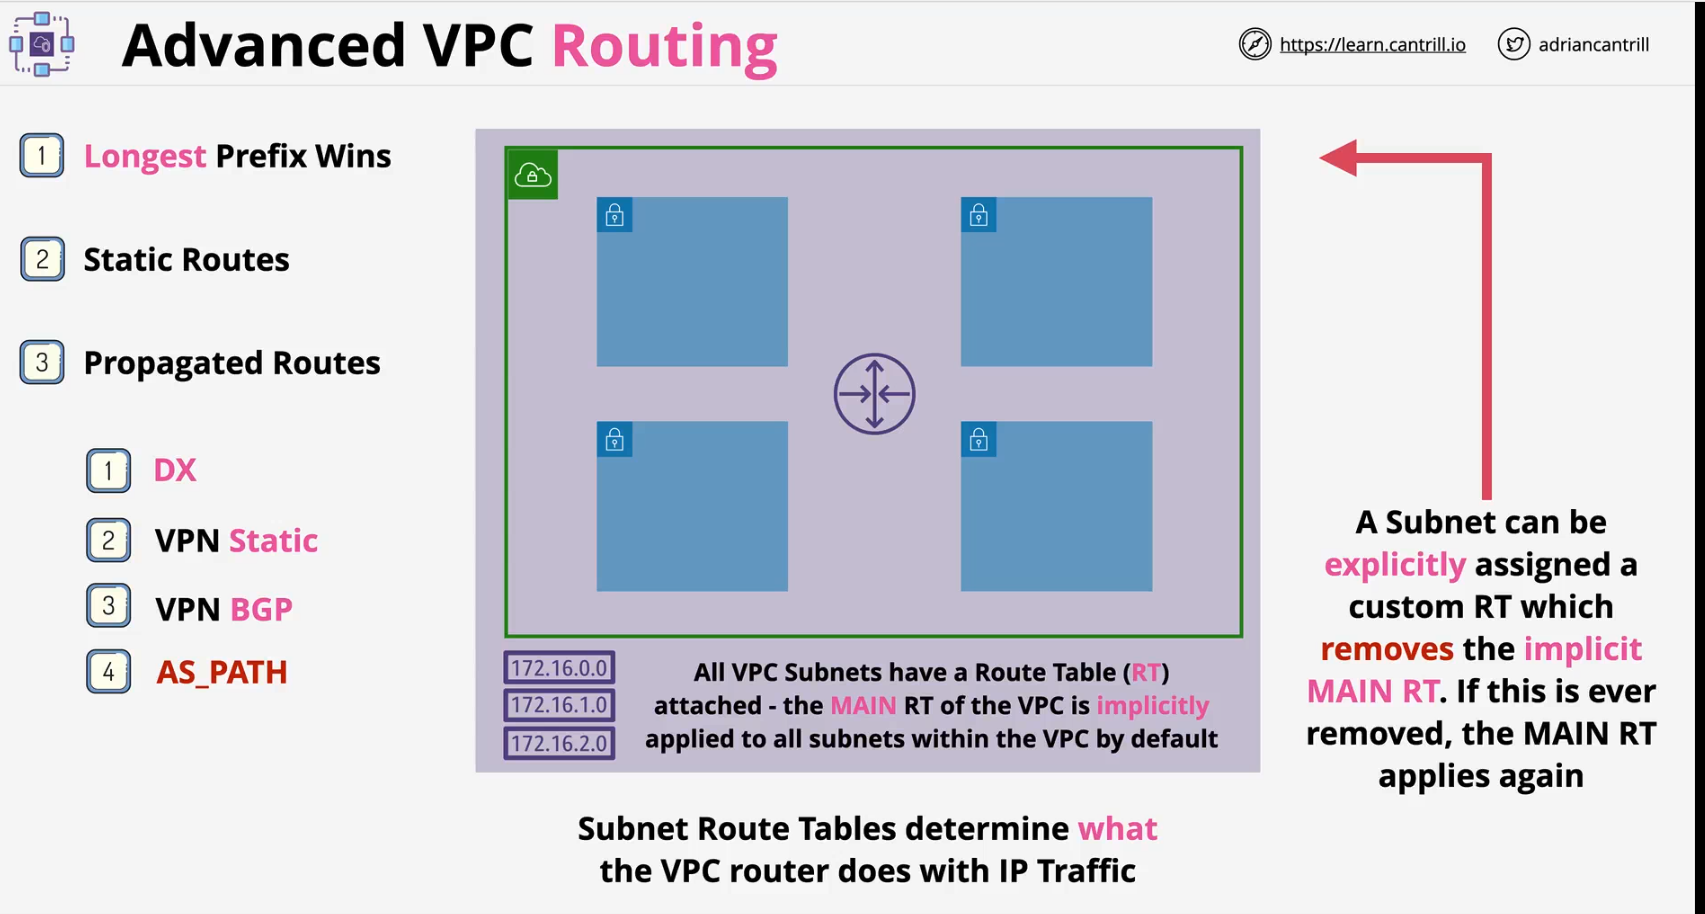 Advanced VPC Routing
https://learn.cantrill.io
adriancantrill
1 Longest Prefix Wins
2 Static Routes
3 Propagated Routes
1 DX
2 VPN Static
3 VPN BGP
4 AS_PATH
172.16.0.0
172.16.1.0
172.16.2.0
All VPC Subnets have a Route Table (RT)
attached - the MAIN RT of the VPC is implicitly
applied to all subnets within the VPC by default
Subnet Route Tables determine what
the VPC router does with IP Traffic
A Subnet can be
explicitly assigned a
custom RT which
removes the implicit
MAIN RT. If this is ever
removed, the MAIN RT
applies again